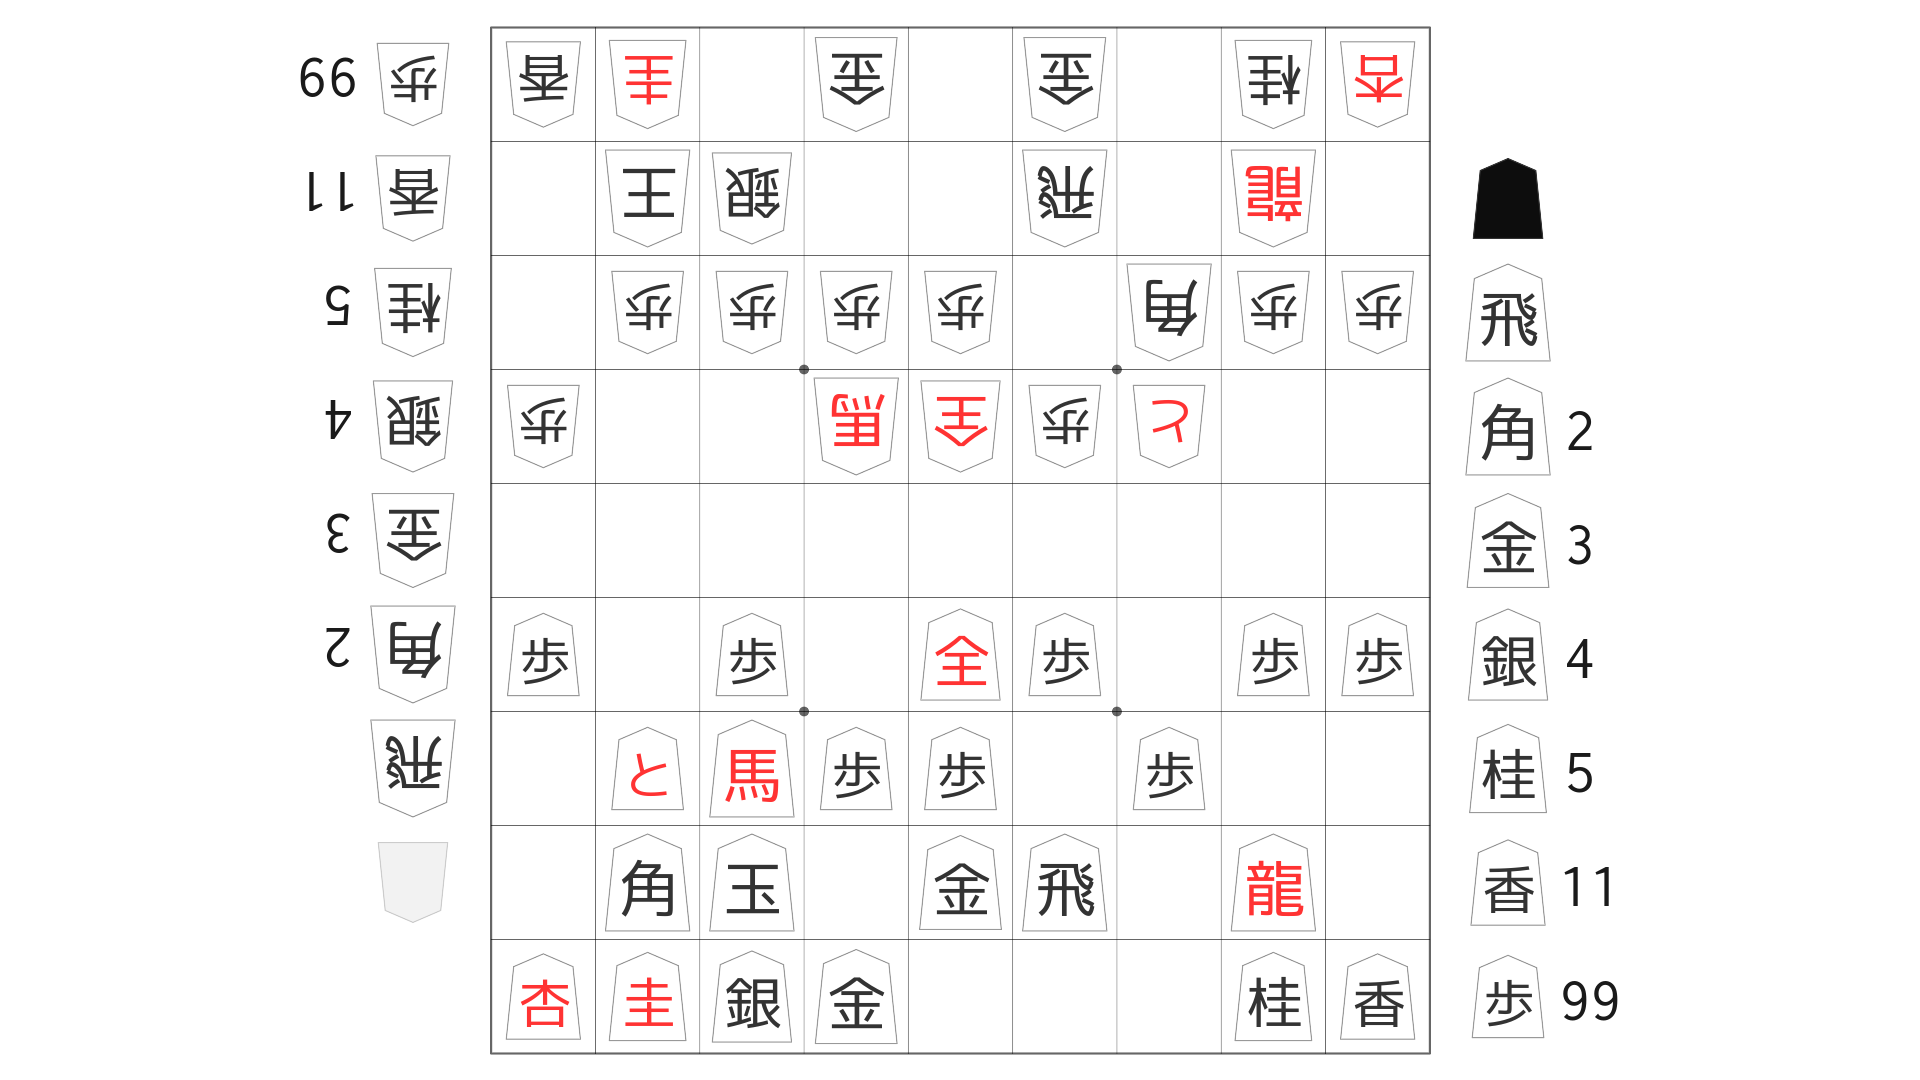 歩 99 香 圭 金 金 桂 杏
香 11 王 銀 飛 龍
桂 5 歩 歩 歩 歩 角 歩 歩 飛
銀 4 歩 馬 全 歩 と 角 2
金 3 金 3
角 2 歩 歩 全 歩 歩 歩 銀 4
飛 と 馬 歩 歩 歩 桂 5
角 玉 金 飛 龍 香 11
杏 圭 銀 金 桂 香 歩 99